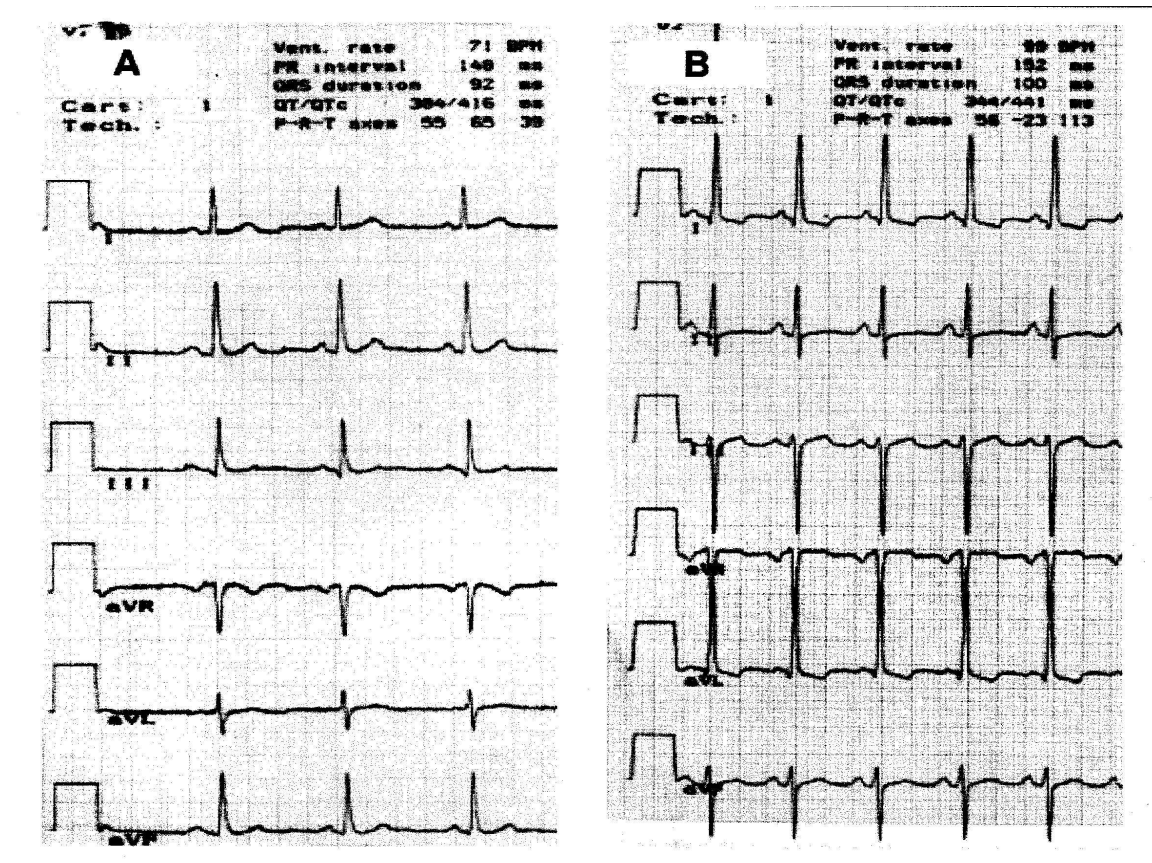 A
Vent. rate 71 BPM
PR interval 148 ms
QRS duration 92 ms
Cart: 1 QT/QTc 384/416 ms
Tech. : P-R-T axes 55 65 39
I
II
III
aVR
aVL
aVF
B
Vent. rate 99 BPM
PR interval 152 ms
QRS duration 100 ms
Cart: 1 QT/QTc 344/441 ms
Tech.: P-R-T axes 56 -23 113
I
II
III
aVR
aVL
aVF